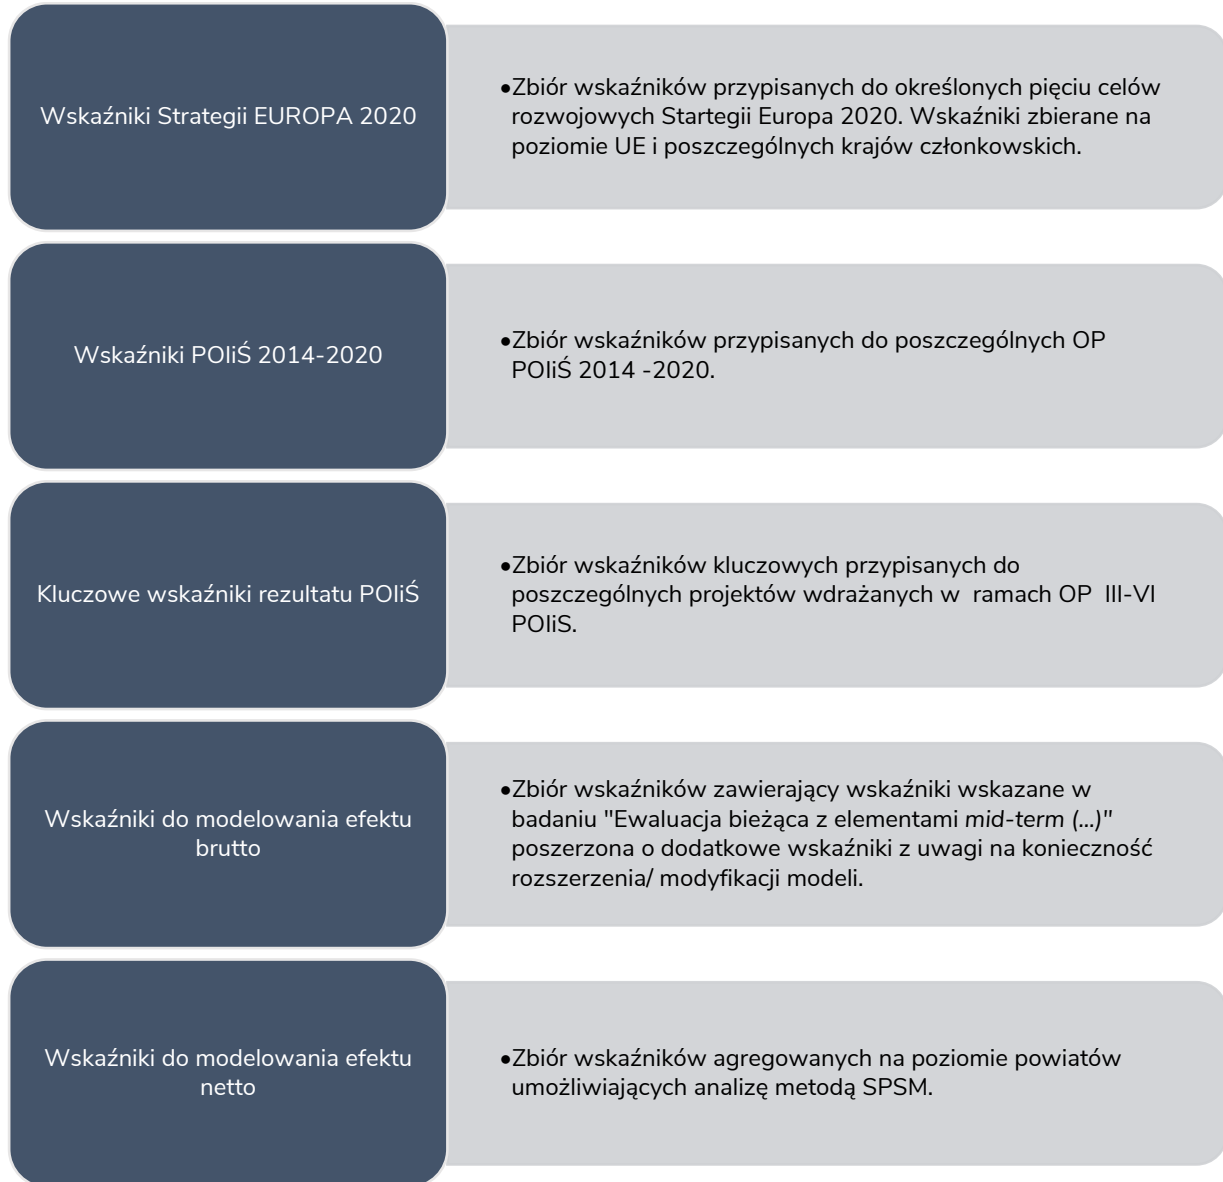 Wskaźniki Strategii EUROPA 2020
•Zbiór wskaźników przypisanych do określonych pięciu celów
rozwojowych Startegii Europa 2020. Wskaźniki zbierane na
poziomie UE i poszczególnych krajów członkowskich.
Wskaźniki POIiŚ 2014-2020
•Zbiór wskaźników przypisanych do poszczególnych OP
POIiŚ 2014 -2020.
Kluczowe wskaźniki rezultatu POIiŚ
•Zbiór wskaźników kluczowych przypisanych do
poszczególnych projektów wdrażanych w  ramach OP  III-VI
POIiS.
Wskaźniki do modelowania efektu
brutto
•Zbiór wskaźników zawierający wskaźniki wskazane w
badaniu "Ewaluacja bieżąca z elementami mid-term (...)"
poszerzona o dodatkowe wskaźniki z uwagi na konieczność
rozszerzenia/ modyfikacji modeli.
Wskaźniki do modelowania efektu
netto
•Zbiór wskaźników agregowanych na poziomie powiatów
umożliwiających analizę metodą SPSM.